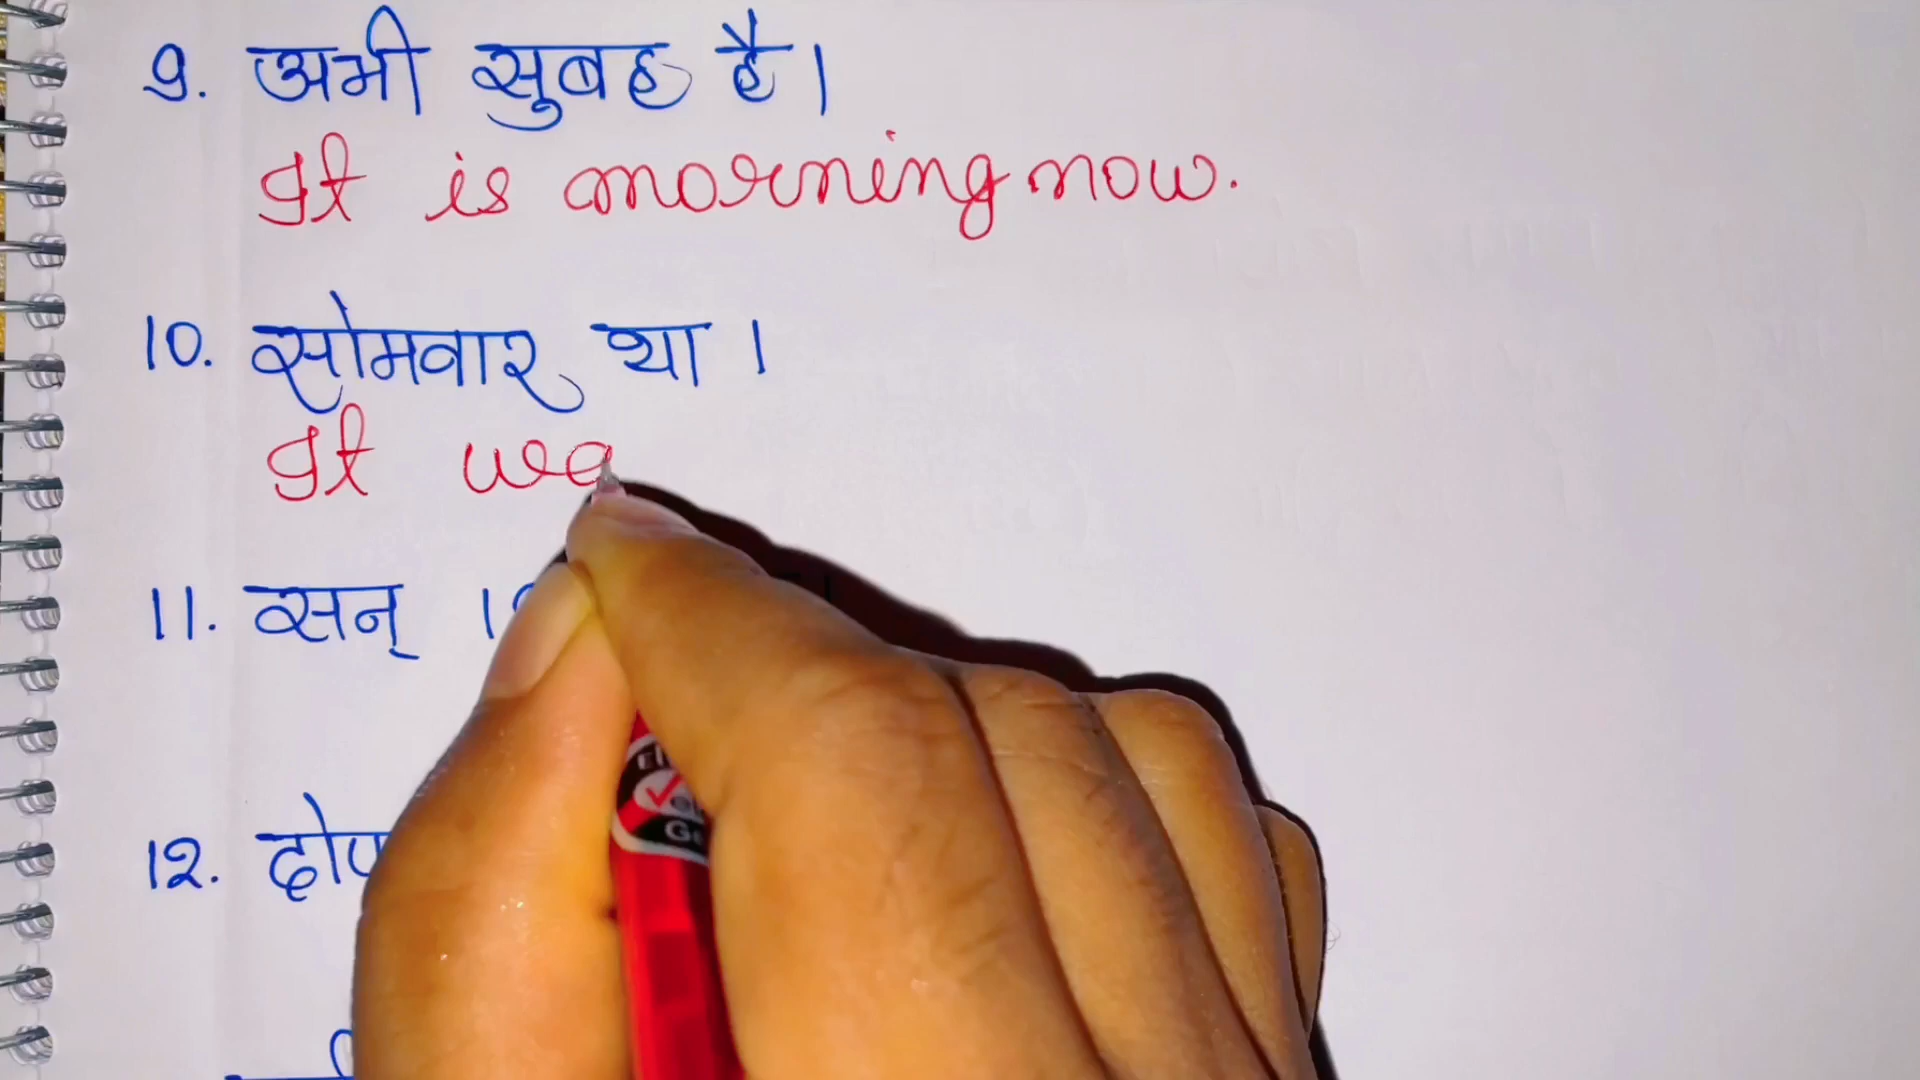 9. अभी सुबह है।
It is morning now.
10. सोमवार था ।
It wa
11. सन्
12.